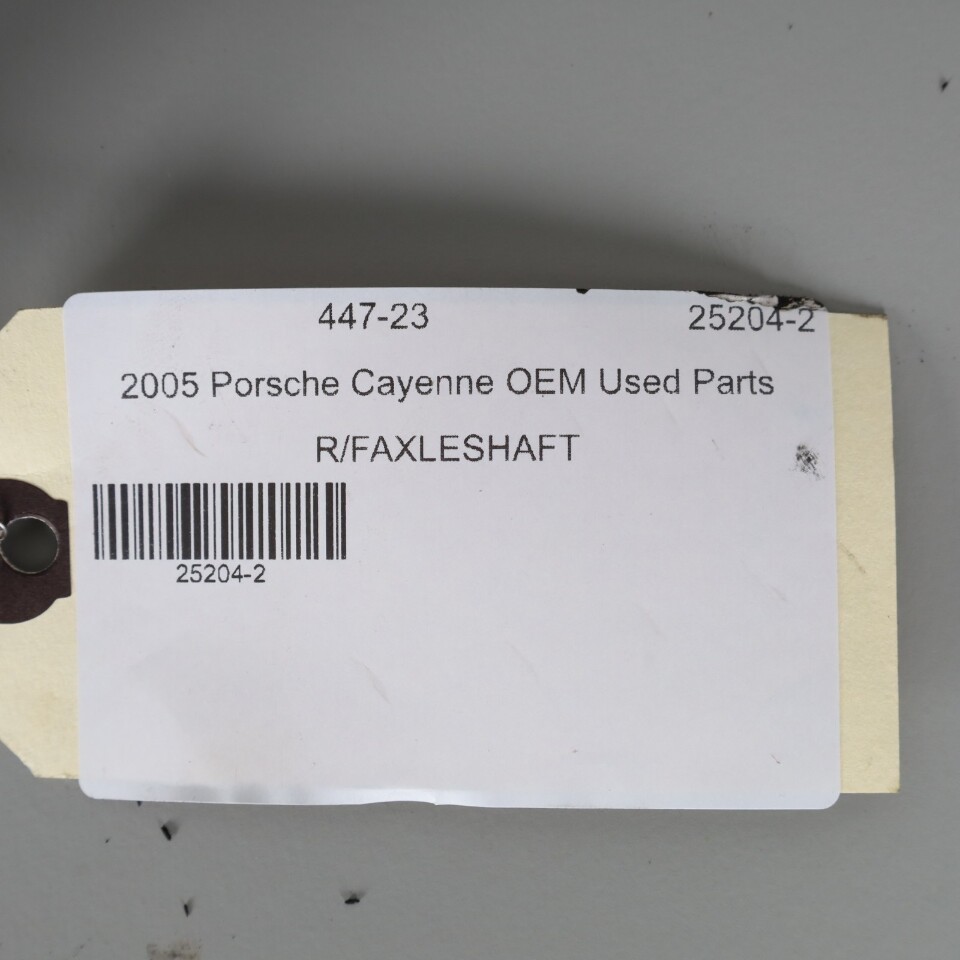 447-23 25204-2
2005 Porsche Cayenne OEM Used Parts
R/FAXLESHAFT
25204-2